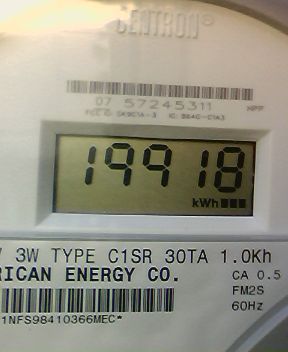 CENTRON®
07 57245311
19918
kWh
3W TYPE C1SR 30TA 1.0Kh
RICAN ENERGY CO.
CA 0.5
FM2S
60Hz
1NFS98410366MEC*